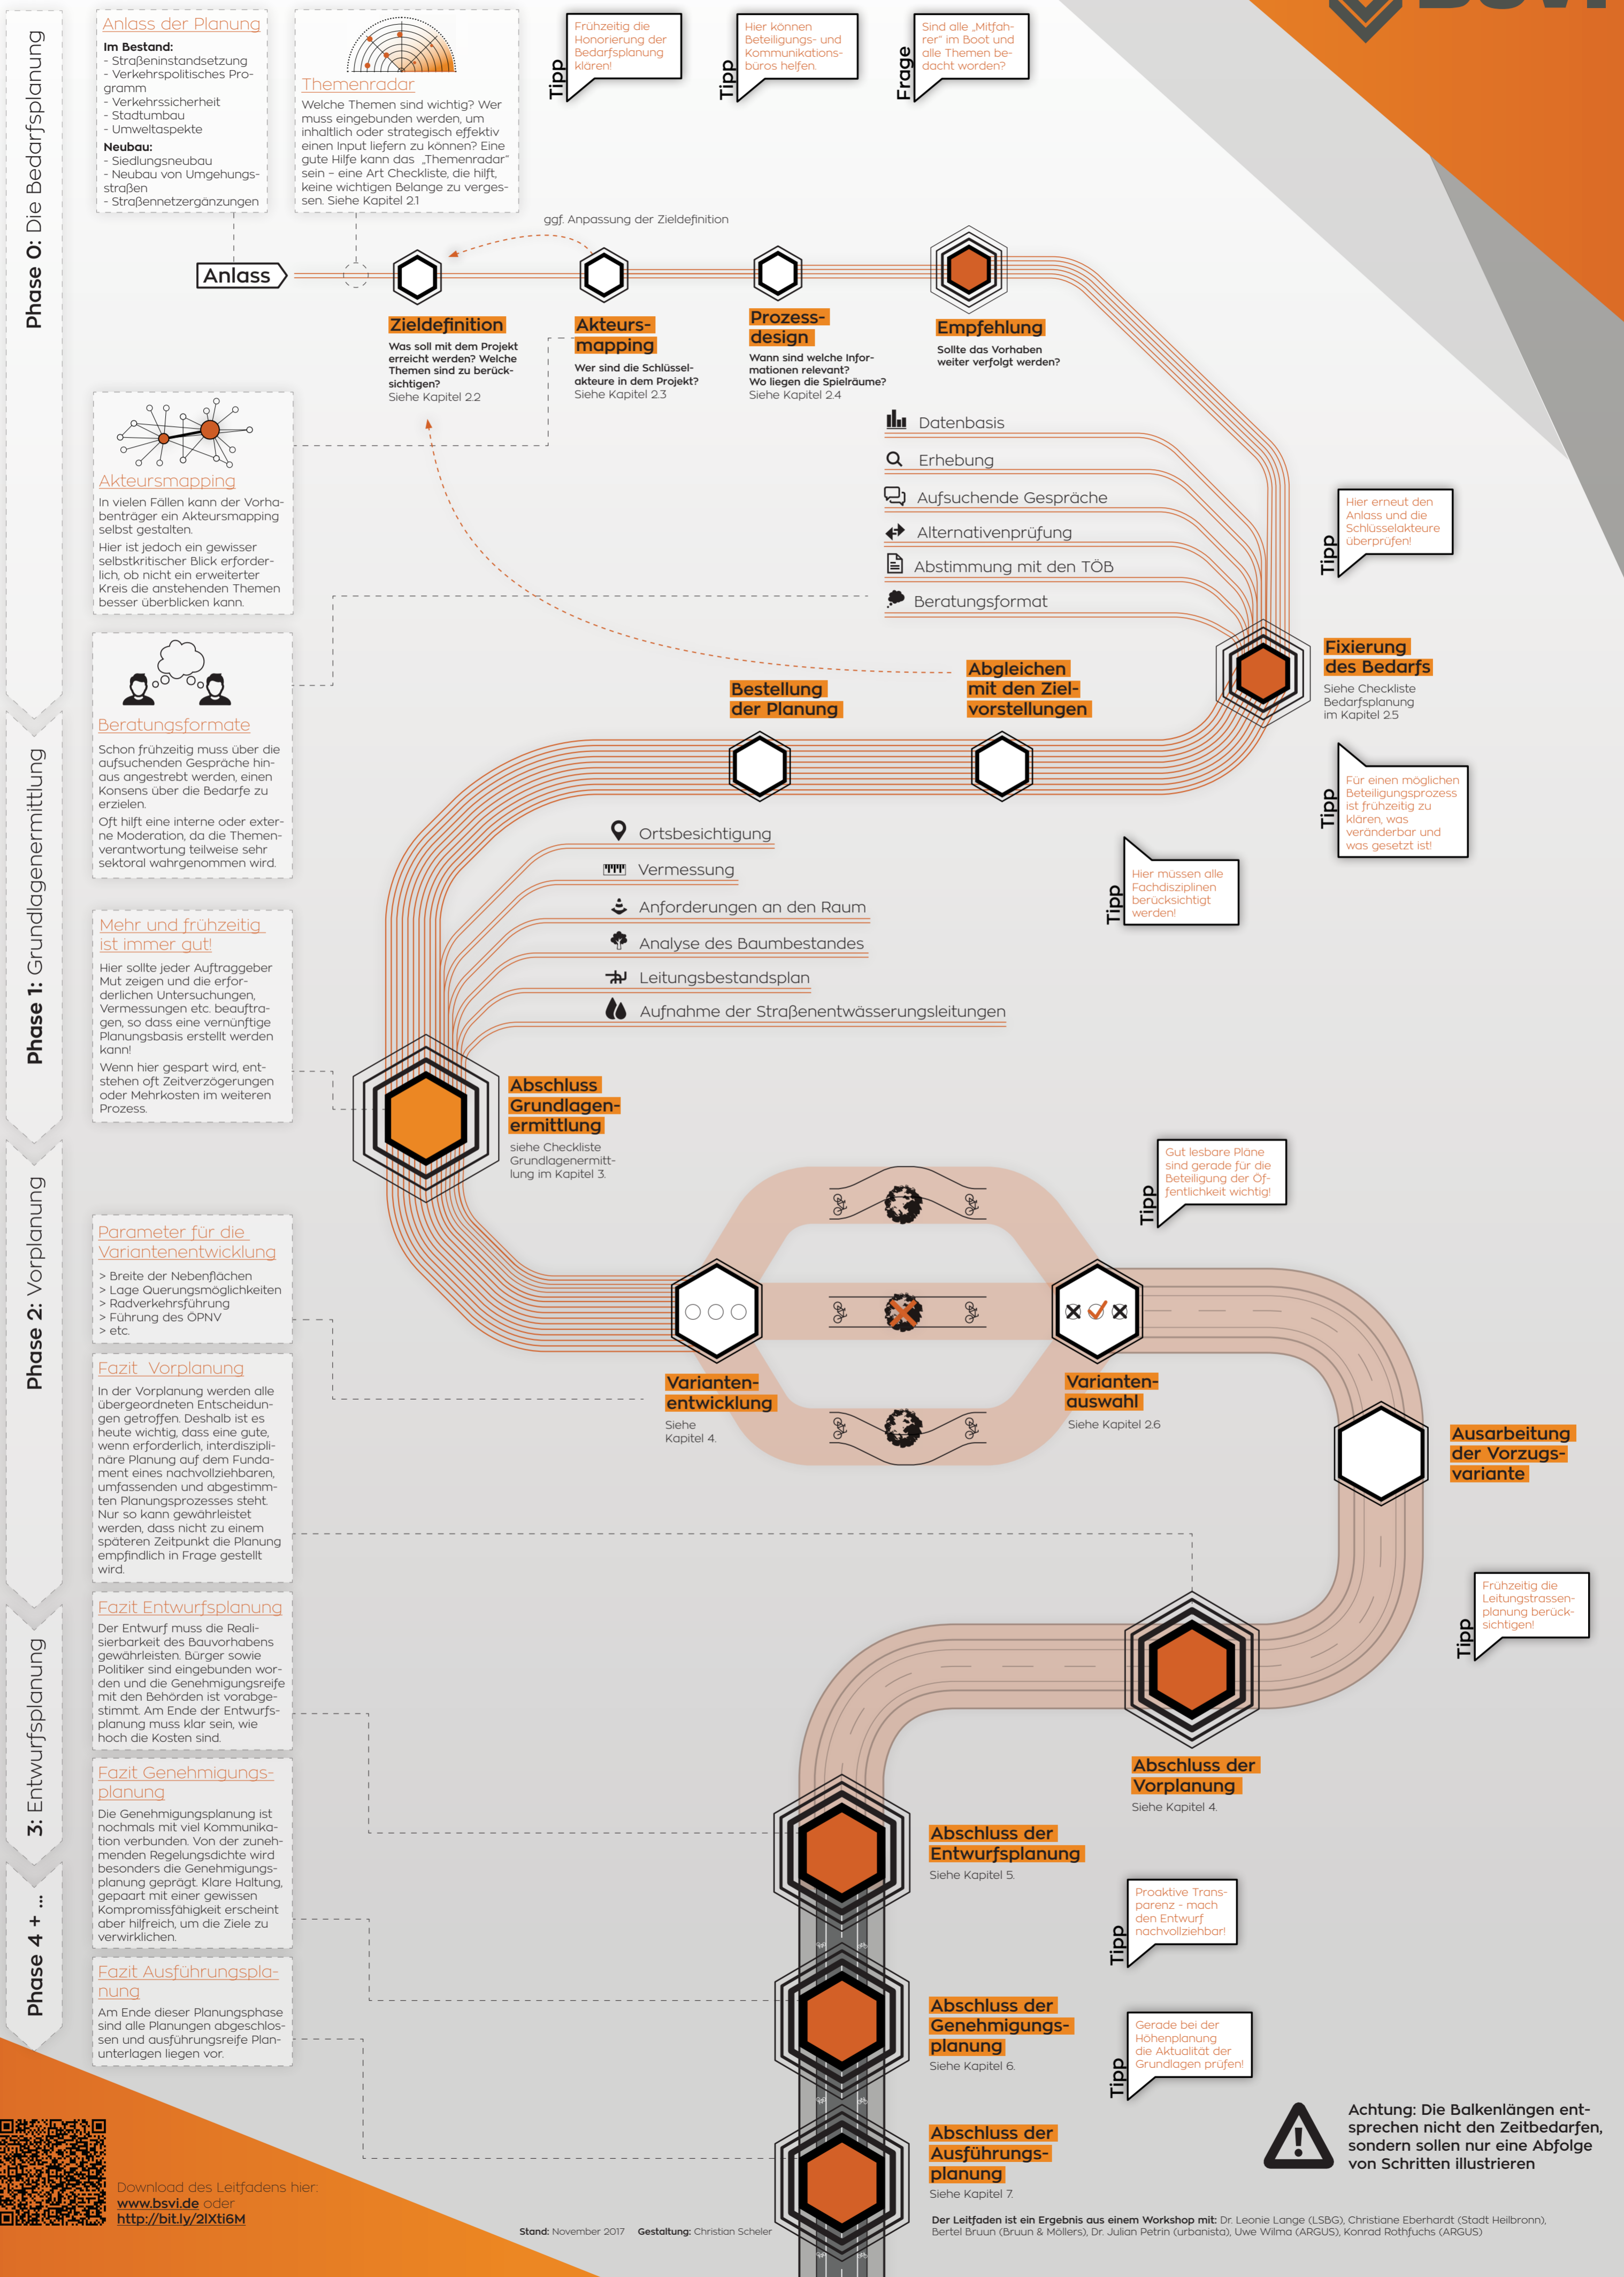 BSVI
Phase 0: Die Bedarfsplanung
Anlass der Planung
Im Bestand:
- Straßeninstandsetzung
- Verkehrspolitisches Pro-
gramm
- Verkehrssicherheit
- Stadtumbau
- Umweltaspekte
Neubau:
- Siedlungsneubau
- Neubau von Umgehungs-
straßen
- Straßennetzergänzungen
Themenradar
Welche Themen sind wichtig? Wer
muss eingebunden werden, um
inhaltlich oder strategisch effektiv
einen Input liefern zu können? Eine
gute Hilfe kann das „Themenradar"
sein – eine Art Checkliste, die hilft,
keine wichtigen Belange zu verges-
sen. Siehe Kapitel 2.1
Tipp
Frühzeitig die
Honorierung der
Bedarfsplanung
klären!
Tipp
Hier können
Beteiligungs- und
Kommunikations-
büros helfen.
Frage
Sind alle „Mitfah-
rer" im Boot und
alle Themen be-
dacht worden?
ggf. Anpassung der Zieldefinition
Anlass
Zieldefinition
Was soll mit dem Projekt
erreicht werden? Welche
Themen sind zu berück-
sichtigen?
Siehe Kapitel 2.2
Akteurs-
mapping
Wer sind die Schlüssel-
akteure in dem Projekt?
Siehe Kapitel 2.3
Prozess-
design
Wann sind welche Infor-
mationen relevant?
Wo liegen die Spielräume?
Siehe Kapitel 2.4
Empfehlung
Sollte das Vorhaben
weiter verfolgt werden?
Datenbasis
Erhebung
Aufsuchende Gespräche
Alternativenprüfung
Abstimmung mit den TÖB
Beratungsformat
Akteursmapping
In vielen Fällen kann der Vorha-
benträger ein Akteursmapping
selbst gestalten.
Hier ist jedoch ein gewisser
selbstkritischer Blick erforder-
lich, ob nicht ein erweiterter
Kreis die anstehenden Themen
besser überblicken kann.
Tipp
Hier erneut den
Anlass und die
Schlüsselakteure
überprüfen!
Fixierung
des Bedarfs
Siehe Checkliste
Bedarfsplanung
im Kapitel 2.5
Beratungsformate
Schon frühzeitig muss über die
aufsuchenden Gespräche hin-
aus angestrebt werden, einen
Konsens über die Bedarfe zu
erzielen.
Oft hilft eine interne oder exter-
ne Moderation, da die Themen-
verantwortung teilweise sehr
sektoral wahrgenommen wird.
Phase 1: Grundlagenermittlung
Bestellung
der Planung
Abgleichen
mit den Ziel-
vorstellungen
Tipp
Für einen möglichen
Beteiligungsprozess
ist frühzeitig zu
klären, was
veränderbar und
was gesetzt ist!
Tipp
Hier müssen alle
Fachdisziplinen
berücksichtigt
werden!
Ortsbesichtigung
Vermessung
Anforderungen an den Raum
Analyse des Baumbestandes
Leitungsbestandsplan
Aufnahme der Straßenentwässerungsleitungen
Mehr und frühzeitig
ist immer gut!
Hier sollte jeder Auftraggeber
Mut zeigen und die erfor-
derlichen Untersuchungen,
Vermessungen etc. beauftra-
gen, so dass eine vernünftige
Planungsbasis erstellt werden
kann!
Wenn hier gespart wird, ent-
stehen oft Zeitverzögerungen
oder Mehrkosten im weiteren
Prozess.
Abschluss
Grundlagen-
ermittlung
siehe Checkliste
Grundlagenermitt-
lung im Kapitel 3.
Phase 2: Vorplanung
Tipp
Gut lesbare Pläne
sind gerade für die
Beteiligung der Öf-
fentlichkeit wichtig!
Parameter für die
Variantenentwicklung
> Breite der Nebenflächen
> Lage Querungsmöglichkeiten
> Radverkehrsführung
> Führung des ÖPNV
> etc.
Varianten-
entwicklung
Siehe
Kapitel 4.
Varianten-
auswahl
Siehe Kapitel 2.6
Ausarbeitung
der Vorzugs-
variante
Fazit Vorplanung
In der Vorplanung werden alle
übergeordneten Entscheidun-
gen getroffen. Deshalb ist es
heute wichtig, dass eine gute,
wenn erforderlich, interdiszipli-
näre Planung auf dem Funda-
ment eines nachvollziehbaren,
umfassenden und abgestimm-
ten Planungsprozesses steht.
Nur so kann gewährleistet
werden, dass nicht zu einem
späteren Zeitpunkt die Planung
empfindlich in Frage gestellt
wird.
Tipp
Frühzeitig die
Leitungstrassen-
planung berück-
sichtigen!
3: Entwurfsplanung
Fazit Entwurfsplanung
Der Entwurf muss die Reali-
sierbarkeit des Bauvorhabens
gewährleisten. Bürger sowie
Politiker sind eingebunden wor-
den und die Genehmigungsreife
mit den Behörden ist vorabge-
stimmt. Am Ende der Entwurfs-
planung muss klar sein, wie
hoch die Kosten sind.
Abschluss der
Vorplanung
Siehe Kapitel 4.
Fazit Genehmigungs-
planung
Die Genehmigungsplanung ist
nochmals mit viel Kommunika-
tion verbunden. Von der zuneh-
menden Regelungsdichte wird
besonders die Genehmigungs-
planung geprägt. Klare Haltung,
gepaart mit einer gewissen
Kompromissfähigkeit erscheint
aber hilfreich, um die Ziele zu
verwirklichen.
Abschluss der
Entwurfsplanung
Siehe Kapitel 5.
Tipp
Proaktive Trans-
parenz - mach
den Entwurf
nachvollziehbar!
Phase 4 + ...
Fazit Ausführungspla-
nung
Am Ende dieser Planungsphase
sind alle Planungen abgeschlos-
sen und ausführungsreife Plan-
unterlagen liegen vor.
Abschluss der
Genehmigungs-
planung
Siehe Kapitel 6.
Tipp
Gerade bei der
Höhenplanung
die Aktualität der
Grundlagen prüfen!
Abschluss der
Ausführungs-
planung
Siehe Kapitel 7.
Achtung: Die Balkenlängen ent-
sprechen nicht den Zeitbedarfen,
sondern sollen nur eine Abfolge
von Schritten illustrieren
Download des Leitfadens hier:
www.bsvi.de oder
http://bit.ly/2lXti6M
Stand: November 2017 Gestaltung: Christian Scheler
Der Leitfaden ist ein Ergebnis aus einem Workshop mit: Dr. Leonie Lange (LSBG), Christiane Eberhardt (Stadt Heilbronn),
Bertel Bruun (Bruun & Möllers), Dr. Julian Petrin (urbanista), Uwe Wilma (ARGUS), Konrad Rothfuchs (ARGUS)